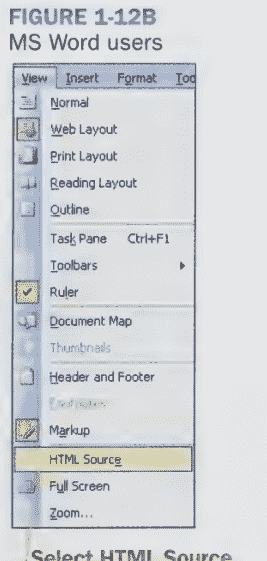 FIGURE 1-12B
MS Word users
View Insert Format Too
Normal
Web Layout
Print Layout
Reading Layout
Outline
Task Pane Ctrl+F1
Toolbars
Ruler
Document Map
Thumbnails
Header and Footer
Footnotes
Markup
HTML Source
Full Screen
Zoom...
Select HTML Source